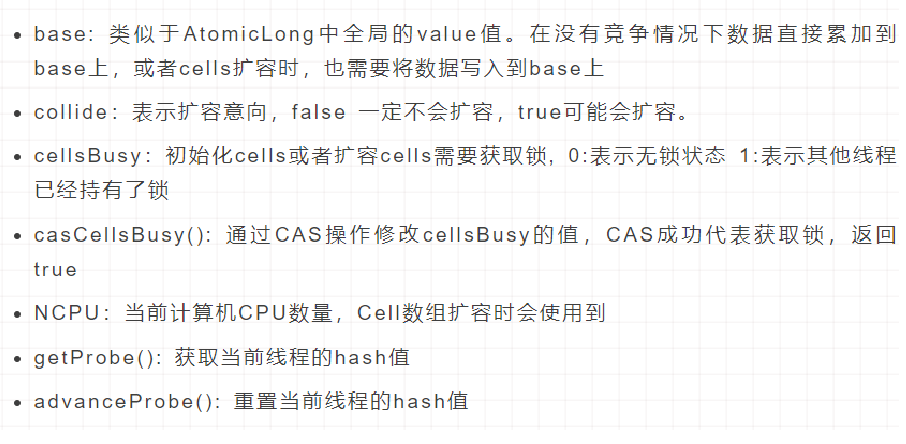 base: 类似于AtomicLong中全局的value值。在没有竞争情况下数据直接累加到
base上，或者cells扩容时，也需要将数据写入到base上
collide：表示扩容意向，false 一定不会扩容，true可能会扩容。
cellsBusy：初始化cells或者扩容cells需要获取锁，0:表示无锁状态 1:表示其他线程
已经持有了锁
casCellsBusy(): 通过CAS操作修改cellsBusy的值，CAS成功代表获取锁，返回
true
NCPU：当前计算机CPU数量，Cell数组扩容时会使用到
getProbe(): 获取当前线程的hash值
advanceProbe(): 重置当前线程的hash值